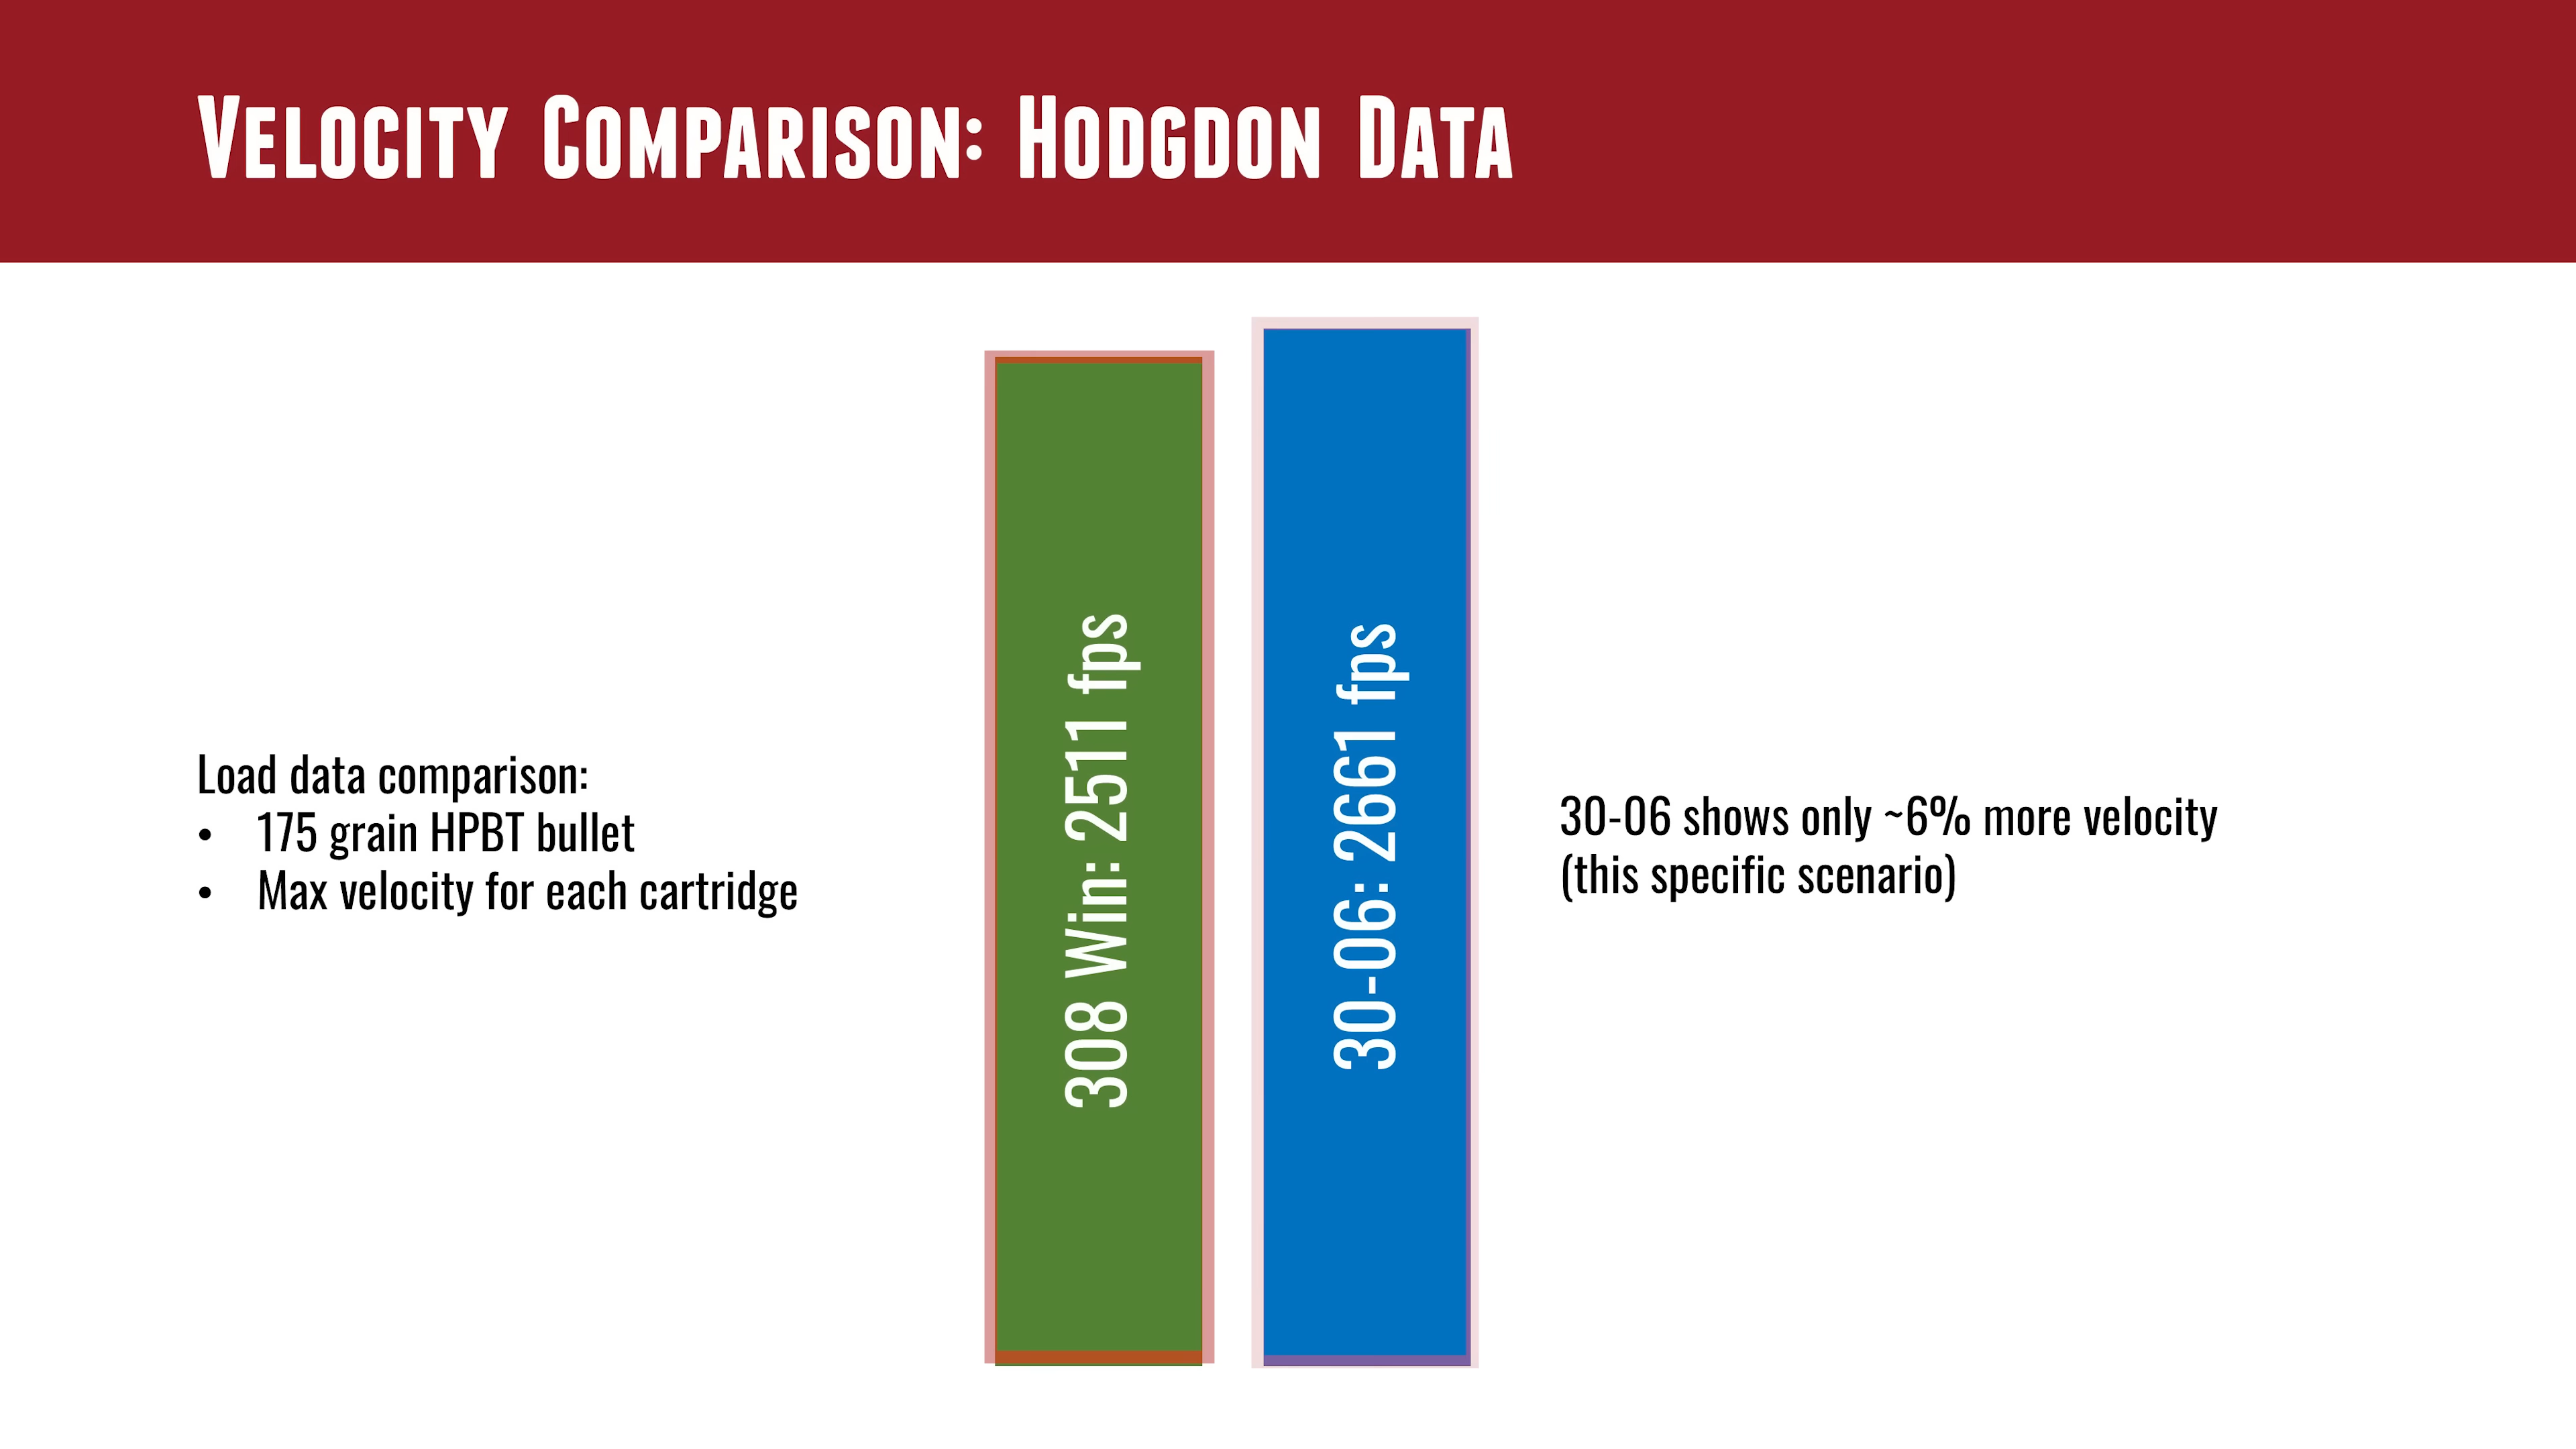 Velocity Comparison: Hodgdon Data
Load data comparison:
• 175 grain HPBT bullet
• Max velocity for each cartridge
308 Win: 2511 fps
30-06: 2661 fps
30-06 shows only ~6% more velocity
(this specific scenario)